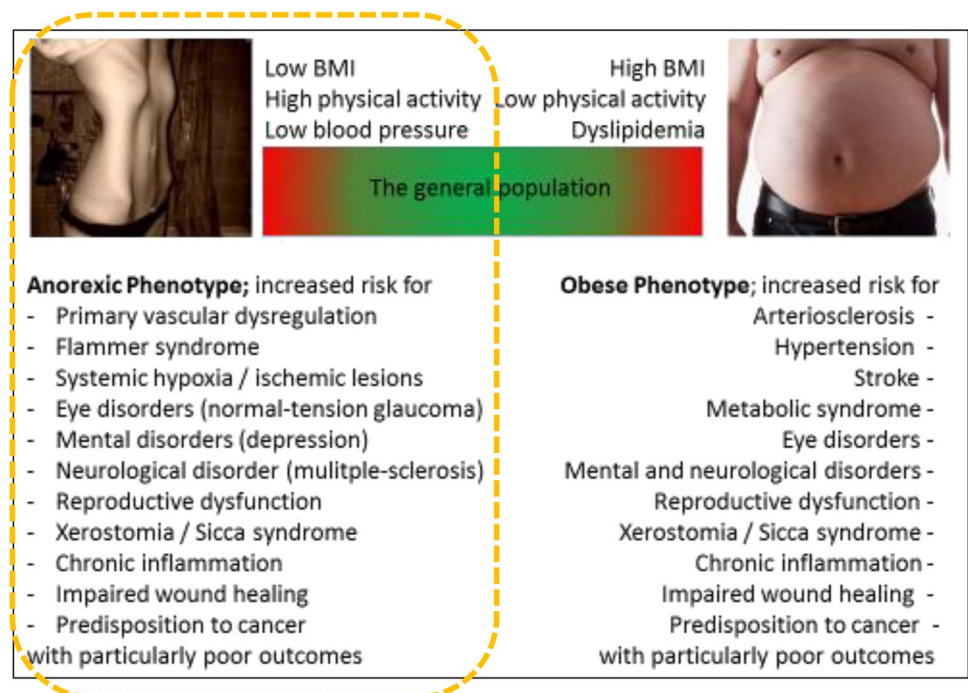 Low BMI
High physical activity
Low blood pressure
High BMI
Low physical activity
Dyslipidemia
The general population
Anorexic Phenotype; increased risk for
- Primary vascular dysregulation
- Flammer syndrome
- Systemic hypoxia / ischemic lesions
- Eye disorders (normal-tension glaucoma)
- Mental disorders (depression)
- Neurological disorder (mulitple-sclerosis)
- Reproductive dysfunction
- Xerostomia / Sicca syndrome
- Chronic inflammation
- Impaired wound healing
- Predisposition to cancer
with particularly poor outcomes
Obese Phenotype; increased risk for
Arteriosclerosis -
Hypertension -
Stroke -
Metabolic syndrome -
Eye disorders -
Mental and neurological disorders -
Reproductive dysfunction -
Xerostomia / Sicca syndrome -
Chronic inflammation -
Impaired wound healing -
Predisposition to cancer -
with particularly poor outcomes